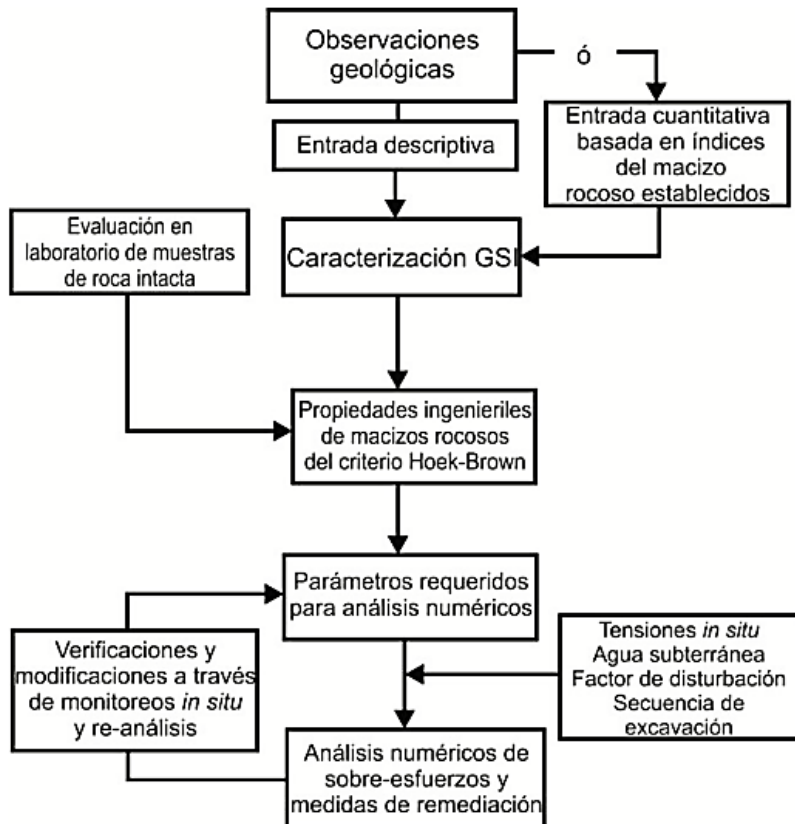 Observaciones
geológicas
ó
Entrada descriptiva
Entrada cuantitativa
basada en índices
del macizo
rocoso establecidos
Evaluación en
laboratorio de muestras
de roca intacta
Caracterización GSI
Propiedades ingenieriles
de macizos rocosos
del criterio Hoek-Brown
Parámetros requeridos
para análisis numéricos
Verificaciones y
modificaciones a través
de monitoreos in situ
y re-análisis
Tensiones in situ
Agua subterránea
Factor de disturbación
Secuencia de
excavación
Análisis numéricos de
sobre-esfuerzos y
medidas de remediación